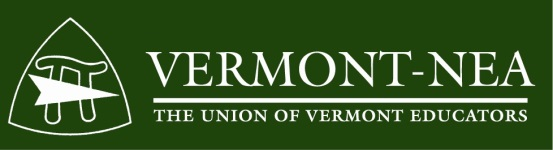 VERMONT-NEA
THE UNION OF VERMONT EDUCATORS